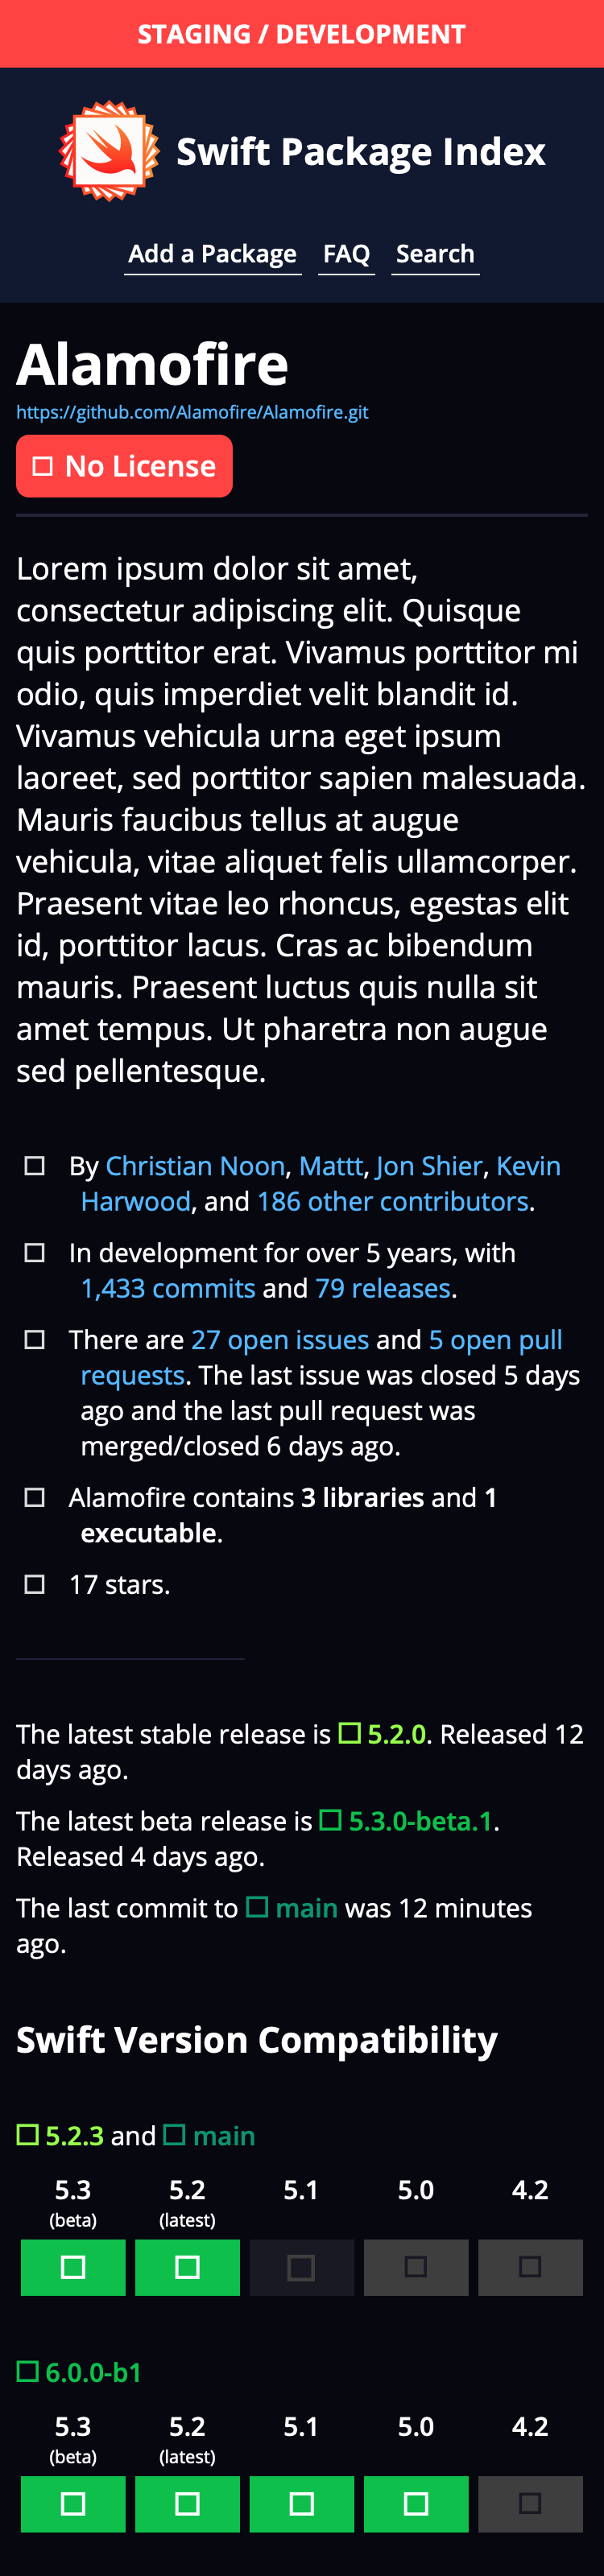 STAGING / DEVELOPMENT
Swift Package Index
Add a Package FAQ Search
Alamofire
https://github.com/Alamofire/Alamofire.git
No License
Lorem ipsum dolor sit amet,
consectetur adipiscing elit. Quisque
quis porttitor erat. Vivamus porttitor mi
odio, quis imperdiet velit blandit id.
Vivamus vehicula urna eget ipsum
laoreet, sed porttitor sapien malesuada.
Mauris faucibus tellus at augue
vehicula, vitae aliquet felis ullamcorper.
Praesent vitae leo rhoncus, egestas elit
id, porttitor lacus. Cras ac bibendum
mauris. Praesent luctus quis nulla sit
amet tempus. Ut pharetra non augue
sed pellentesque.
By Christian Noon, Mattt, Jon Shier, Kevin
Harwood, and 186 other contributors.
In development for over 5 years, with
1,433 commits and 79 releases.
There are 27 open issues and 5 open pull
requests. The last issue was closed 5 days
ago and the last pull request was
merged/closed 6 days ago.
Alamofire contains 3 libraries and 1
executable.
17 stars.
The latest stable release is 5.2.0. Released 12
days ago.
The latest beta release is 5.3.0-beta.1.
Released 4 days ago.
The last commit to main was 12 minutes
ago.
Swift Version Compatibility
5.2.3 and main
5.3 5.2 5.1 5.0 4.2
(beta) (latest)
6.0.0-b1
5.3 5.2 5.1 5.0 4.2
(beta) (latest)